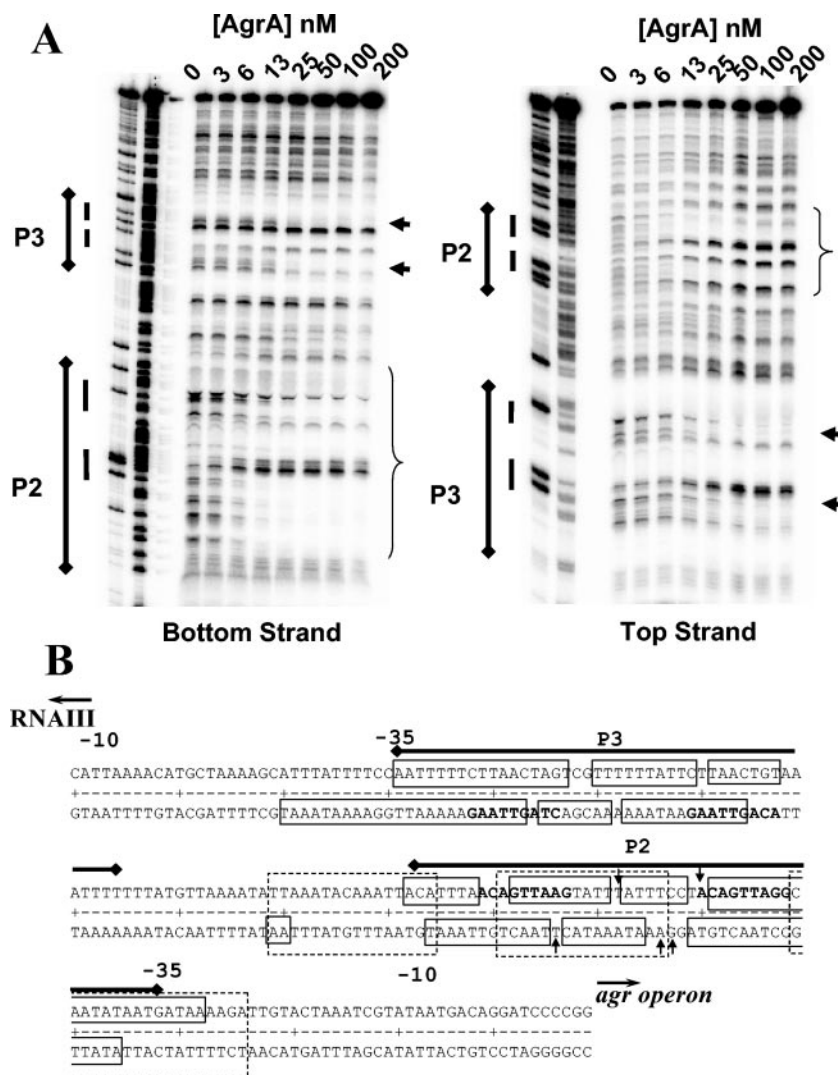 A
[AgrA] nM
0 3 6 13 25 50 100 200
P3
P2
Bottom Strand
[AgrA] nM
0 3 6 13 25 50 100 200
P2
P3
Top Strand
B
RNAIII
-10 -35 P3
CATTAAAACATGCTAAAAGCATTTATTTTCCAATTTTTCTTAACTAGTCGTTTTTTATTCTTAACTGTAA
GTAATTTTGTACGATTTTCGTAAATAAAAGGTTAAAAAGAATTGATCAGCAAAAAATAAGAATTGACATT
P2
ATTTTTTTATGTTAAAATATTAAATACAAATTACATTTAACAGTTAAGTATTTATTTCCTACAGTTAGGC
TAAAAAAATACAATTTTATAATTTATGTTTAATGTAAATTGTCAATTCATAAATAAAGGATGTCAATCCG
-35 -10 agr operon
AATATAATGATAAAAGATTGTACTAAATCGTATAATGACAGGATCCCCGG
TTATATTACTATTTTCTAACATGATTTAGCATATTACTGTCCTAGGGGCC